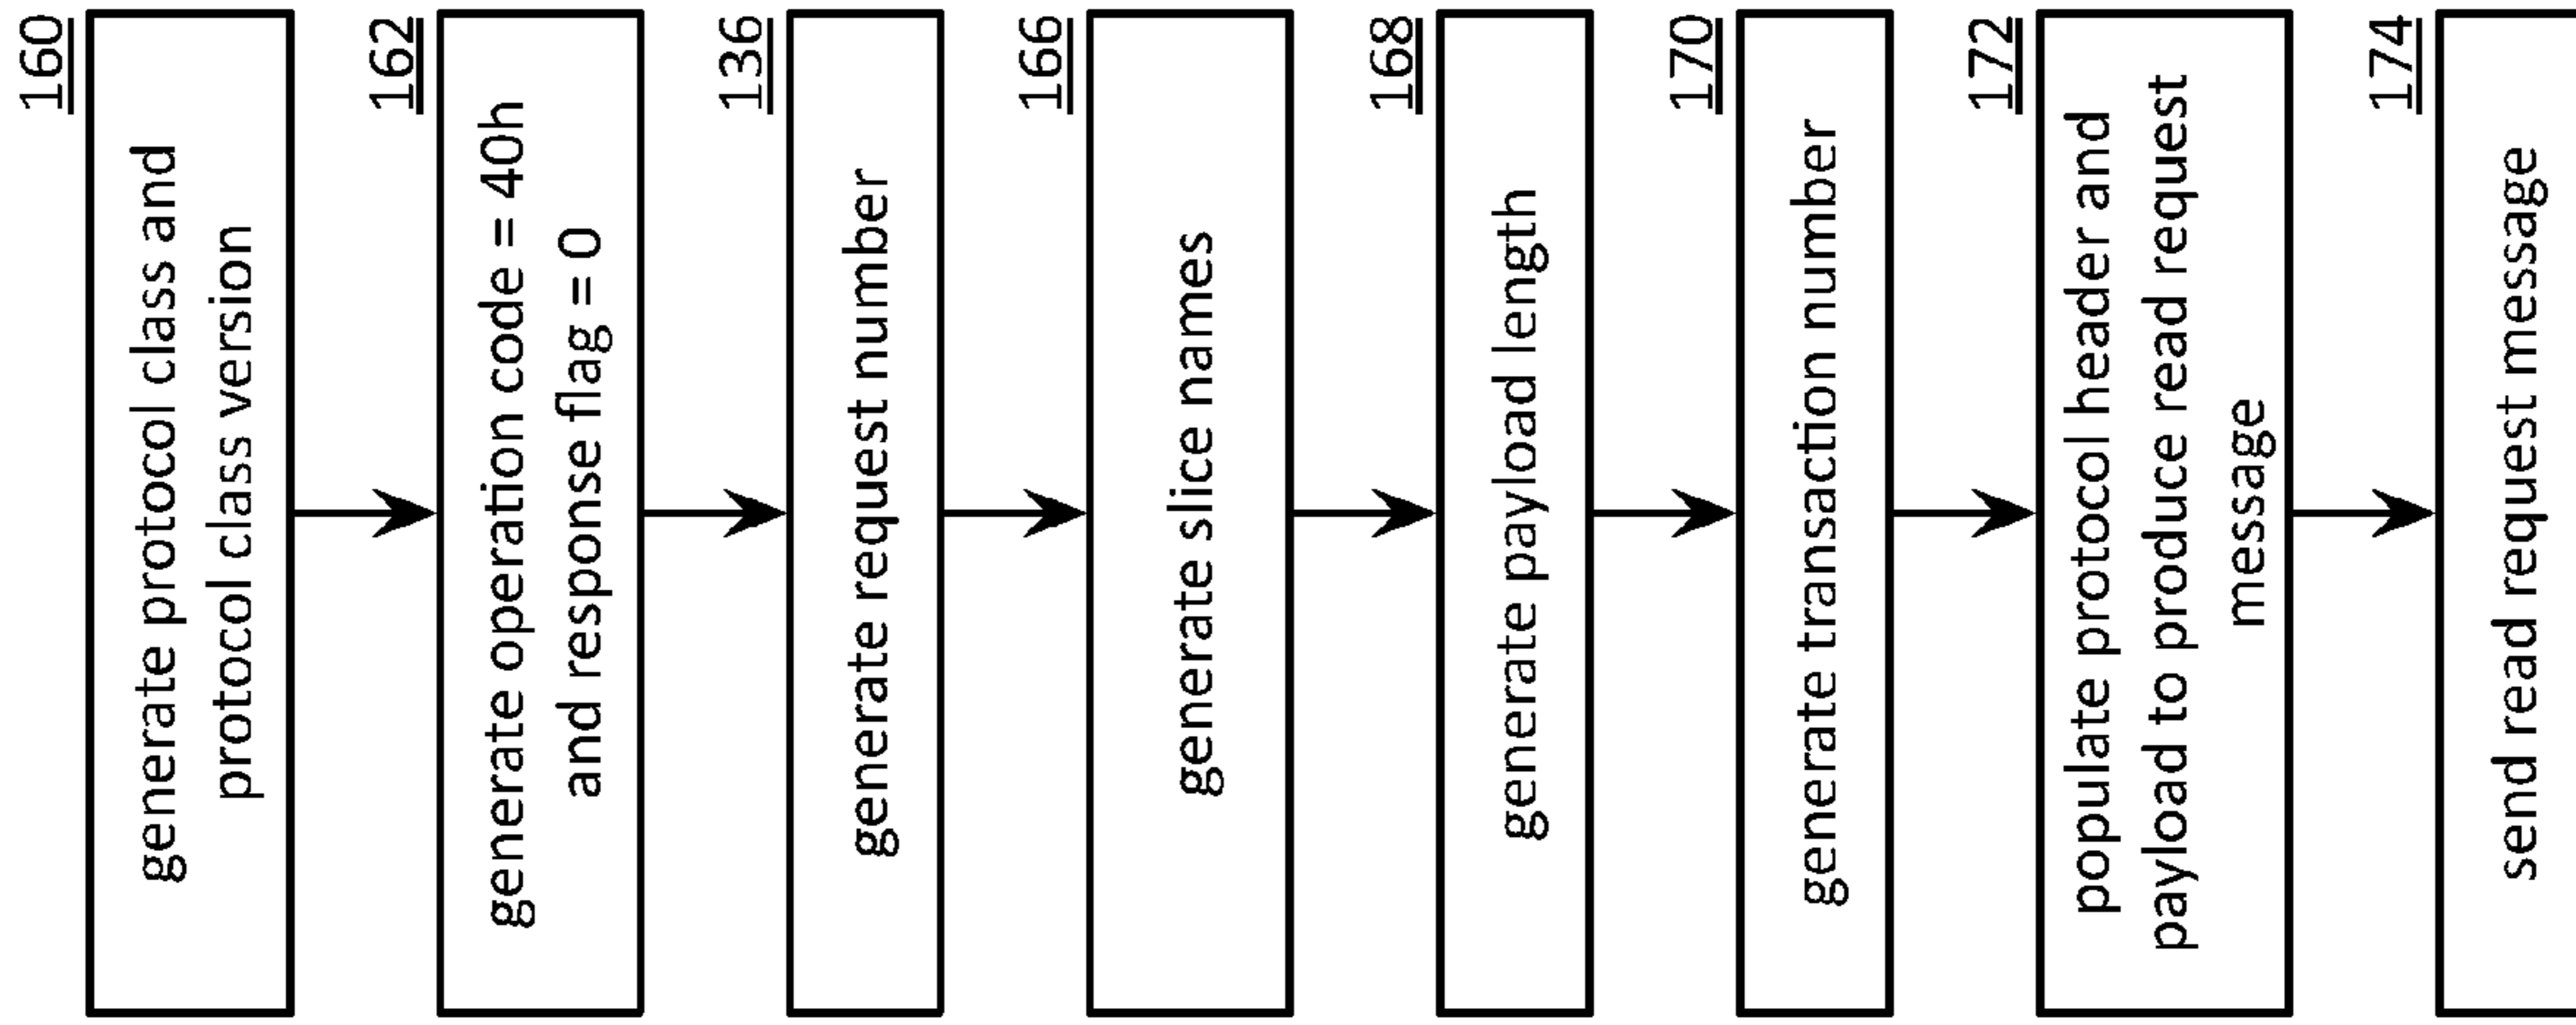 160
generate protocol class and
protocol class version
162
generate operation code = 40h
and response flag = 0
136
generate request number
166
generate slice names
168
generate payload length
170
generate transaction number
172
populate protocol header and
payload to produce read request
message
174
send read request message